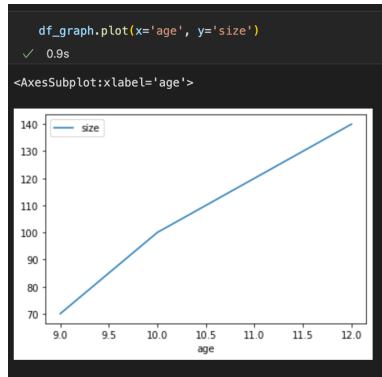 df_graph.plot(x='age', y='size')
✓ 0.9s
<AxesSubplot:xlabel='age'>
size
140
130
120
110
100
90
80
70
9.0 9.5 10.0 10.5 11.0 11.5 12.0
age